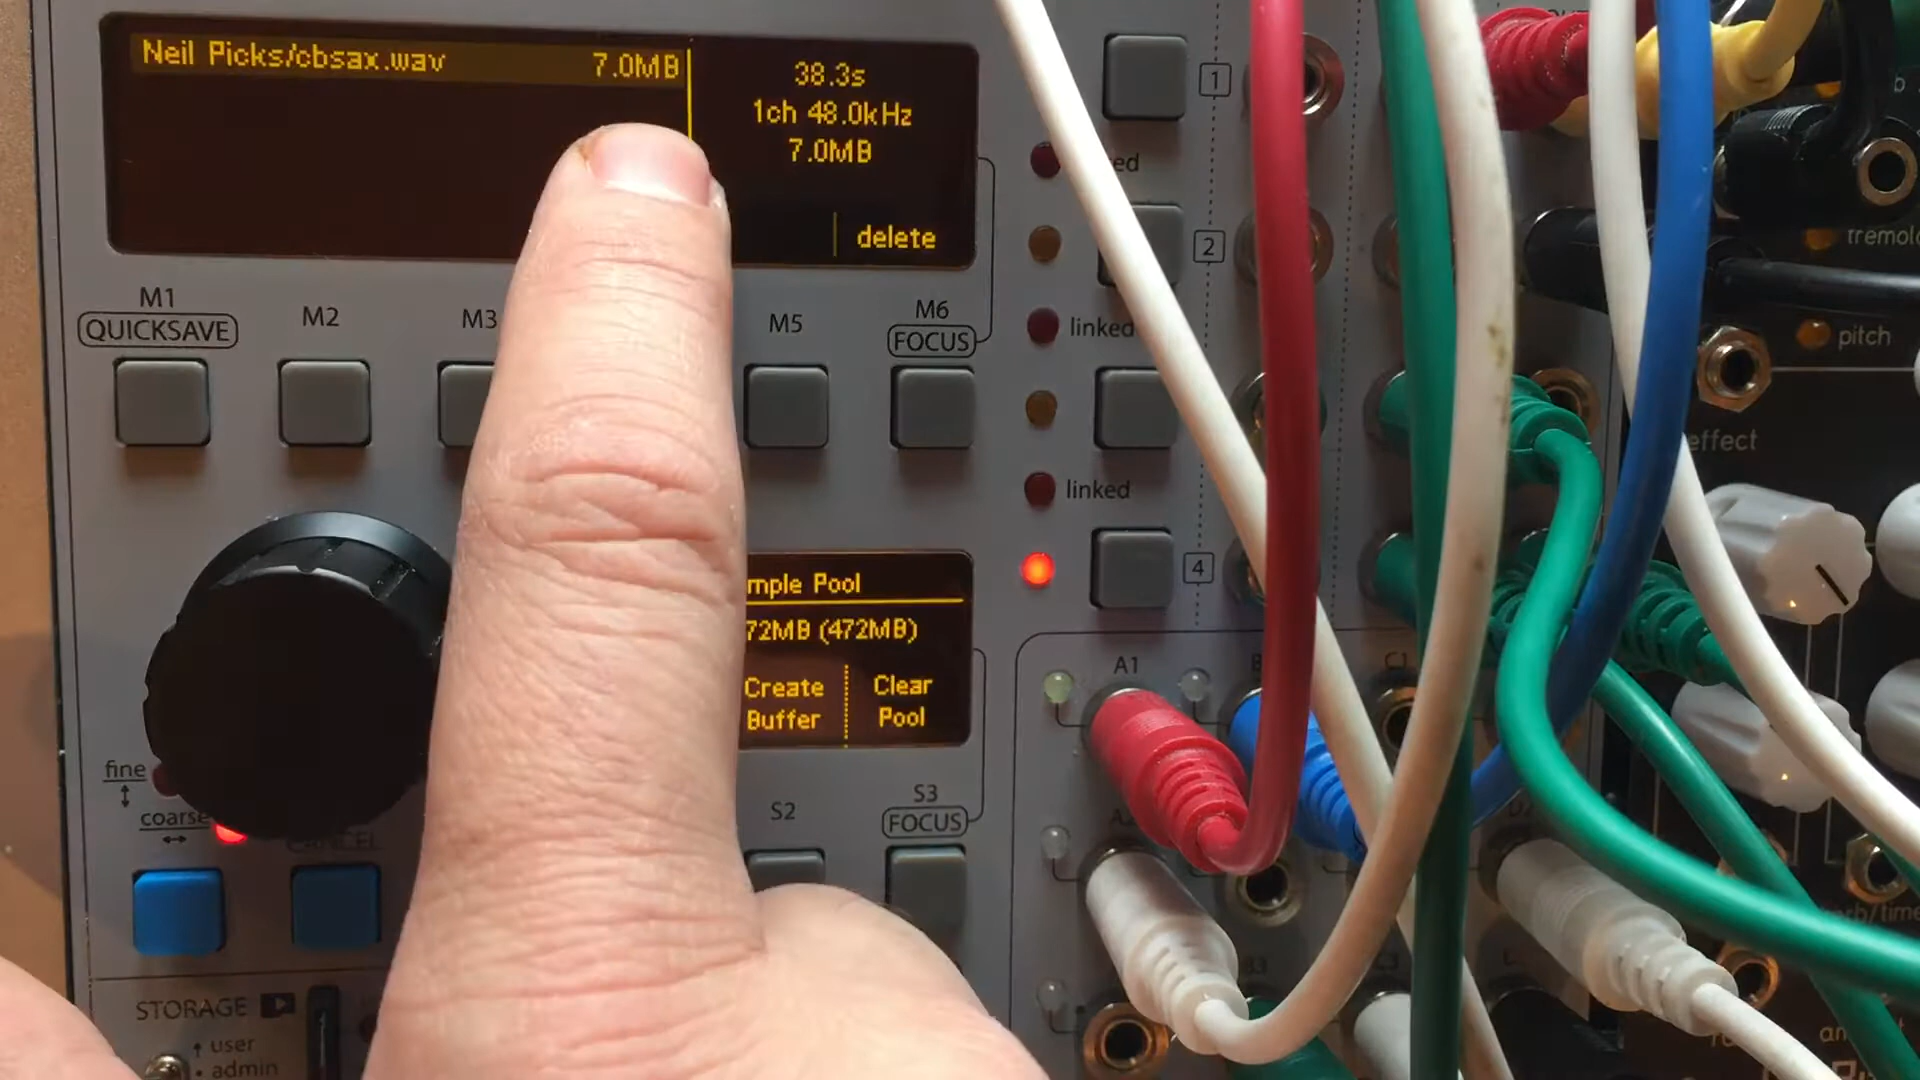 Neil Picks/cbsax.wav 7.0MB
38.3s
1ch 48.0kHz
7.0MB
delete
M1
QUICKSAVE
M2
M3
M5
M6
FOCUS
1
2
linked
linked
4
mple Pool
72MB (472MB)
Create
Buffer
Clear
Pool
fine
coarse
CANCEL
S2
S3
FOCUS
STORAGE
user
admin
A1
C1
pitch
effect